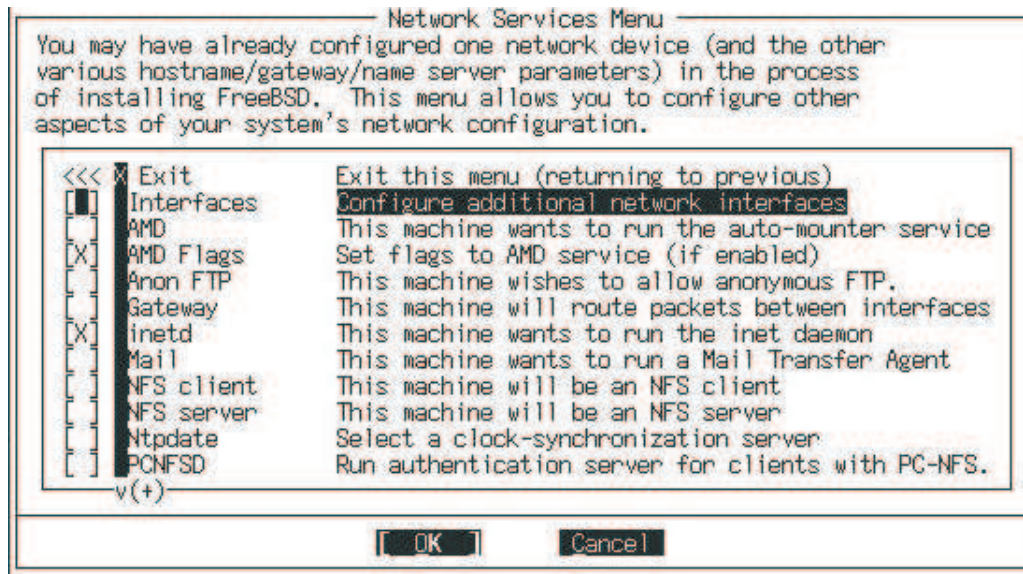 Network Services Menu
You may have already configured one network device (and the other
various hostname/gateway/name server parameters) in the process
of installing FreeBSD.  This menu allows you to configure other
aspects of your system's network configuration.
<<< X Exit Exit this menu (returning to previous)
[ ] Interfaces Configure additional network interfaces
[ ] AMD This machine wants to run the auto-mounter service
[X] AMD Flags Set flags to AMD service (if enabled)
[ ] Anon FTP This machine wishes to allow anonymous FTP.
[ ] Gateway This machine will route packets between interfaces
[X] inetd This machine wants to run the inet daemon
[ ] Mail This machine wants to run a Mail Transfer Agent
[ ] NFS client This machine will be an NFS client
[ ] NFS server This machine will be an NFS server
[ ] Ntpdate Select a clock-synchronization server
[ ] PCNFSD Run authentication server for clients with PC-NFS.
v(+)
[ OK ] Cancel